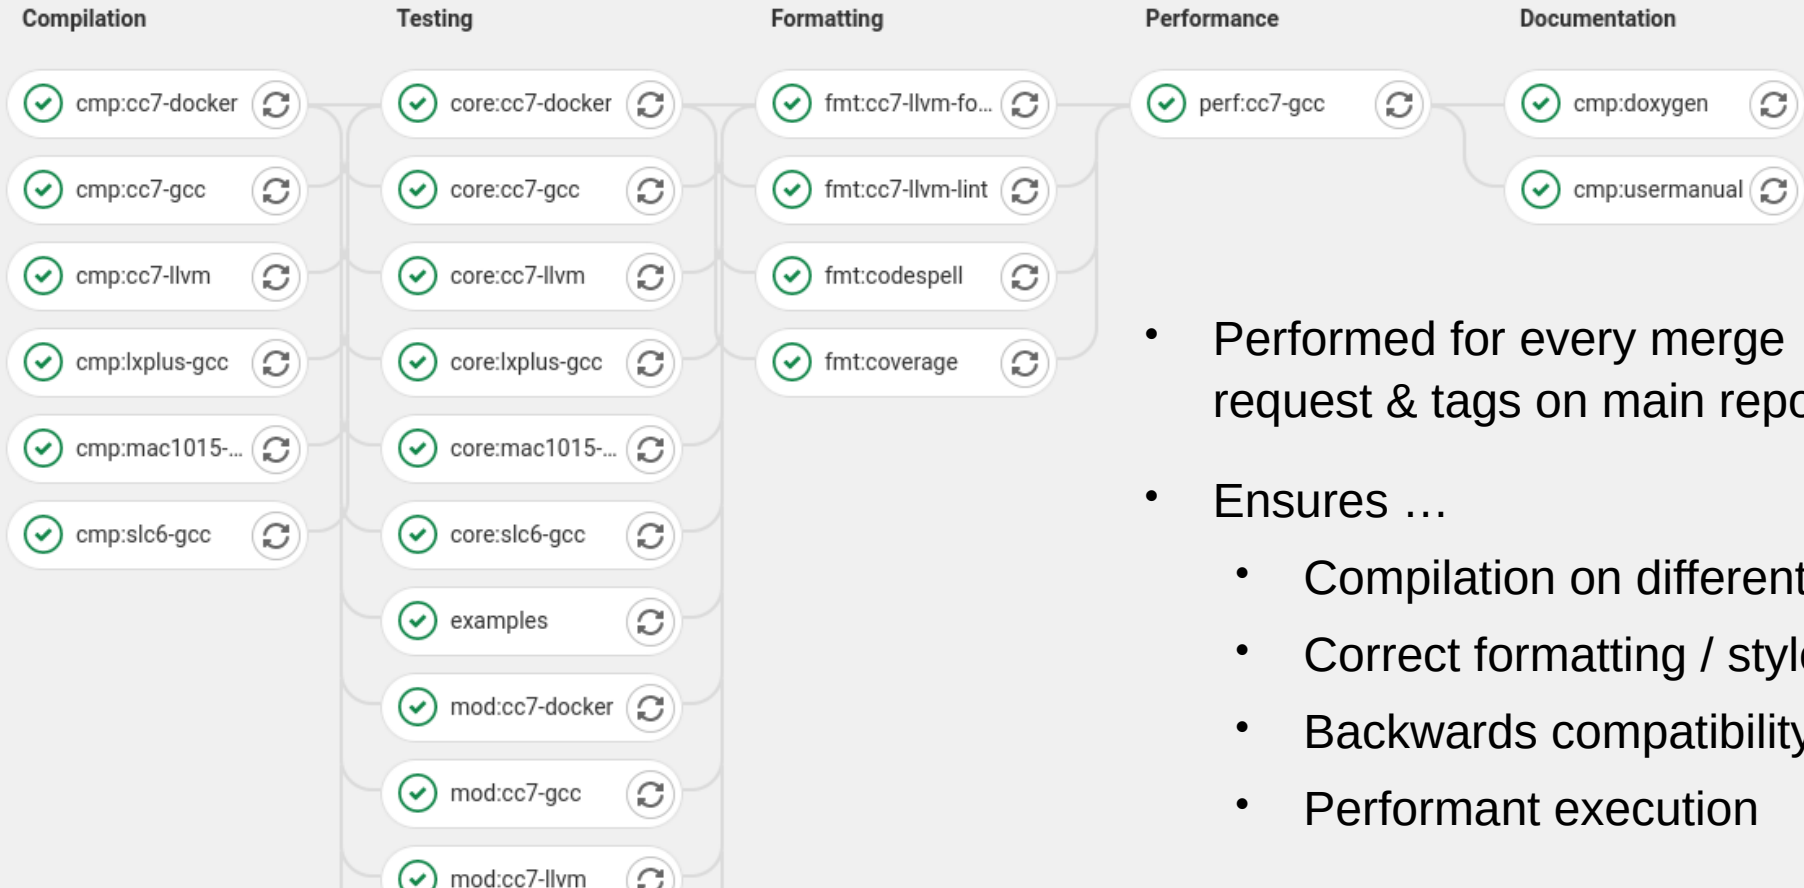 Compilation
Testing
Formatting
Performance
Documentation
cmp:cc7-docker
cmp:cc7-gcc
cmp:cc7-llvm
cmp:lxplus-gcc
cmp:mac1015-...
cmp:slc6-gcc
core:cc7-docker
core:cc7-gcc
core:cc7-llvm
core:lxplus-gcc
core:mac1015-...
core:slc6-gcc
examples
mod:cc7-docker
mod:cc7-gcc
mod:cc7-llvm
fmt:cc7-llvm-fo...
fmt:cc7-llvm-lint
fmt:codespell
fmt:coverage
perf:cc7-gcc
cmp:doxygen
cmp:usermanual
• Performed for every merge
request & tags on main repo
• Ensures …
• Compilation on different
• Correct formatting / style
• Backwards compatibility
• Performant execution